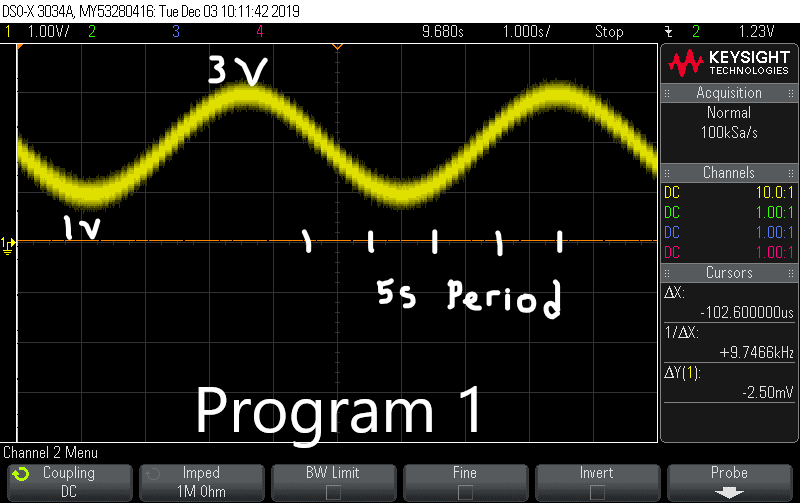 DSO-X 3034A, MY53280416: Tue Dec 03 10:11:42 2019
1 1.00V/ 2 3 4 9.680s 1.000s/ Stop 2 1.23V
KEYSIGHT
TECHNOLOGIES
Acquisition
Normal
100kSa/s
Channels
DC 10.0:1
DC 1.00:1
DC 1.00:1
DC 1.00:1
Cursors
ΔX:
-102.600000us
1/ΔX:
+9.7466kHz
ΔY(1):
-2.50mV
3V
1v
1
5s Period
Program 1
Channel 2 Menu
Coupling
DC
Imped
1M Ohm
BW Limit
Fine
Invert
Probe